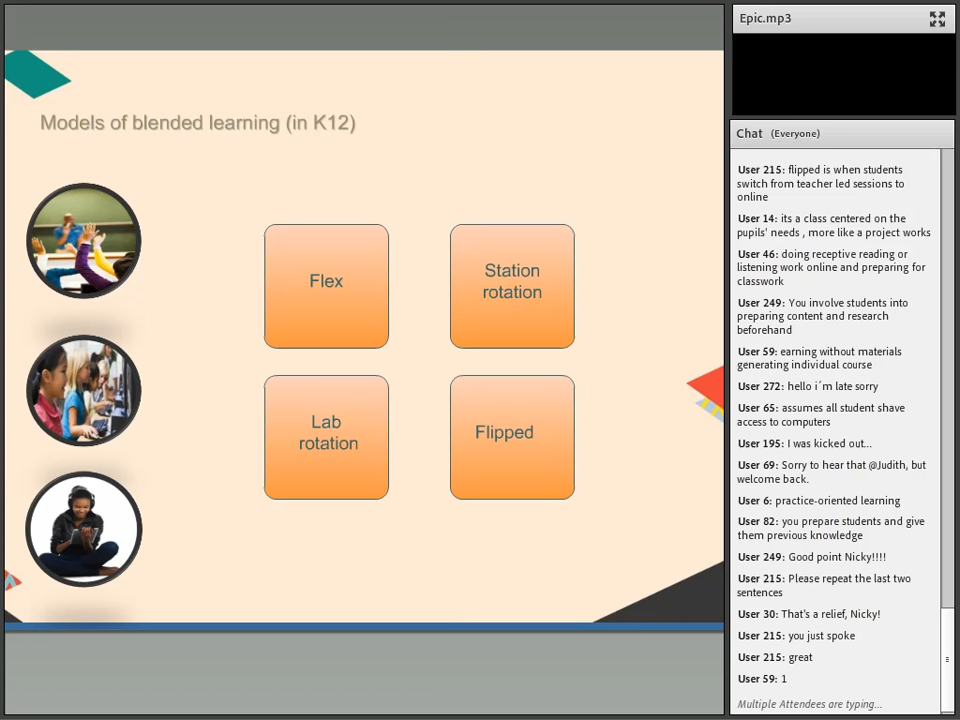 Models of blended learning (in K12)
Flex
Station
rotation
Lab
rotation
Flipped
Epic.mp3
Chat (Everyone)
User 215: flipped is when students
switch from teacher led sessions to
online
User 14: its a class centered on the
pupils' needs , more like a project works
User 46: doing receptive reading or
listening work online and preparing for
classwork
User 249: You involve students into
preparing content and research
beforehand
User 59: earning without materials
generating individual course
User 272: hello i´m late sorry
User 65: assumes all student shave
access to computers
User 195: I was kicked out...
User 69: Sorry to hear that @Judith, but
welcome back.
User 6: practice-oriented learning
User 82: you prepare students and give
them previous knowledge
User 249: Good point Nicky!!!!
User 215: Please repeat the last two
sentences
User 30: That's a relief, Nicky!
User 215: you just spoke
User 215: great
User 59: 1
Multiple Attendees are typing...